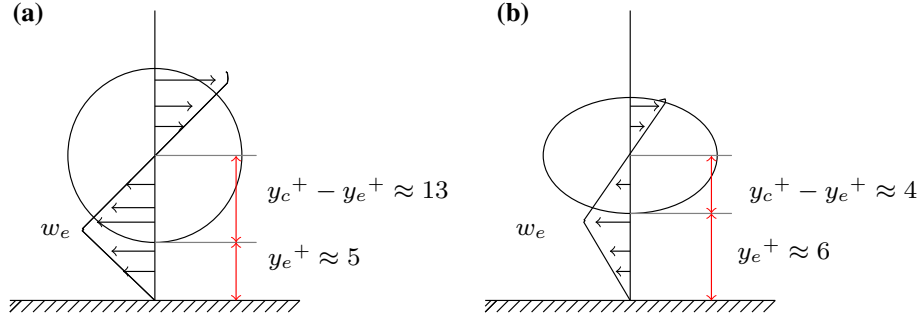 (a)
(b)
y_c^+ − y_e^+ ≈ 13
w_e
y_e^+ ≈ 5
y_c^+ − y_e^+ ≈ 4
w_e
y_e^+ ≈ 6